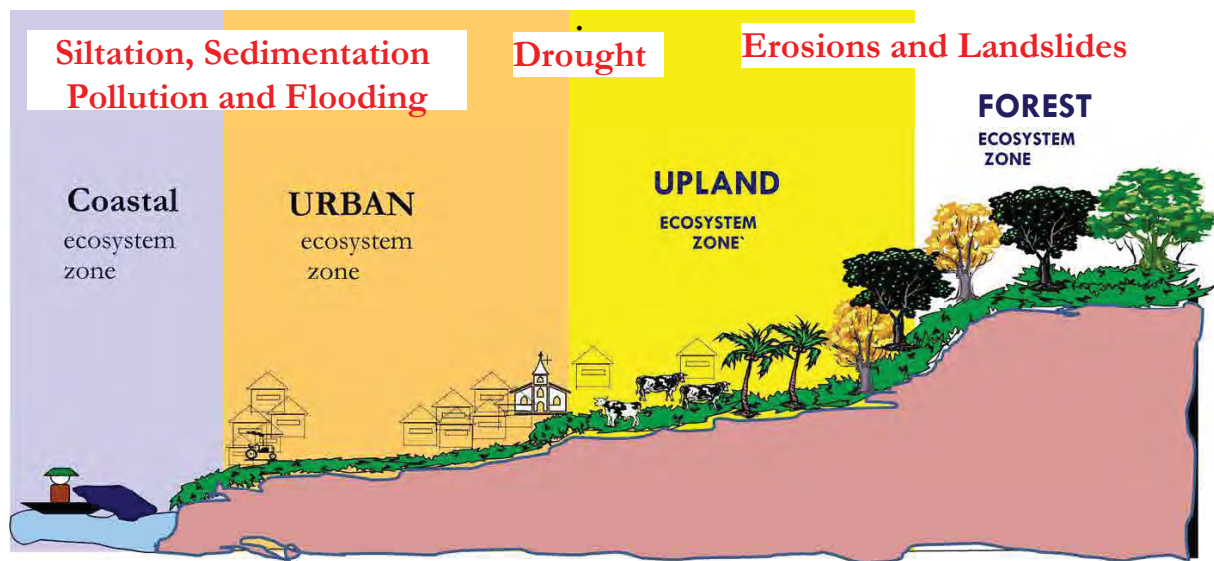 Siltation, Sedimentation
Pollution and Flooding
Drought
Erosions and Landslides
Coastal
ecosystem
zone
URBAN
ecosystem
zone
UPLAND
ECOSYSTEM
ZONE`
FOREST
ECOSYSTEM
ZONE